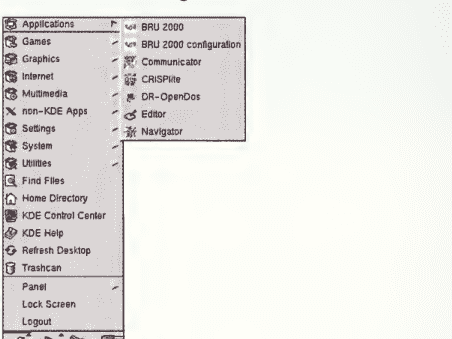 Applications
Games
Graphics
Internet
Multimedia
non-KDE Apps
Settings
System
Utilities
Find Files
Home Directory
KDE Control Center
KDE Help
Refresh Desktop
Trashcan
Panel
Lock Screen
Logout
BRU 2000
BRU 2000 configuration
Communicator
CRISPlite
DR-OpenDos
Editor
Navigator